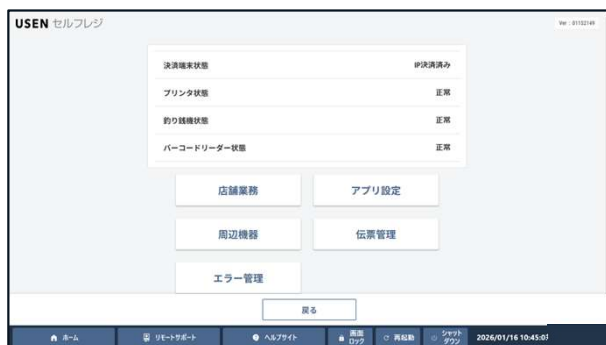 USEN セルフレジ
Ver : 01132149
決済端末状態 IP決済済み
プリンタ状態 正常
釣り銭機状態 正常
バーコードリーダー状態 正常
店舗業務 アプリ設定
周辺機器 伝票管理
エラー管理
戻る
ホーム リモートサポート ヘルプサイト 画面ロック 再起動 シャットダウン 2026/01/16 10:45:03